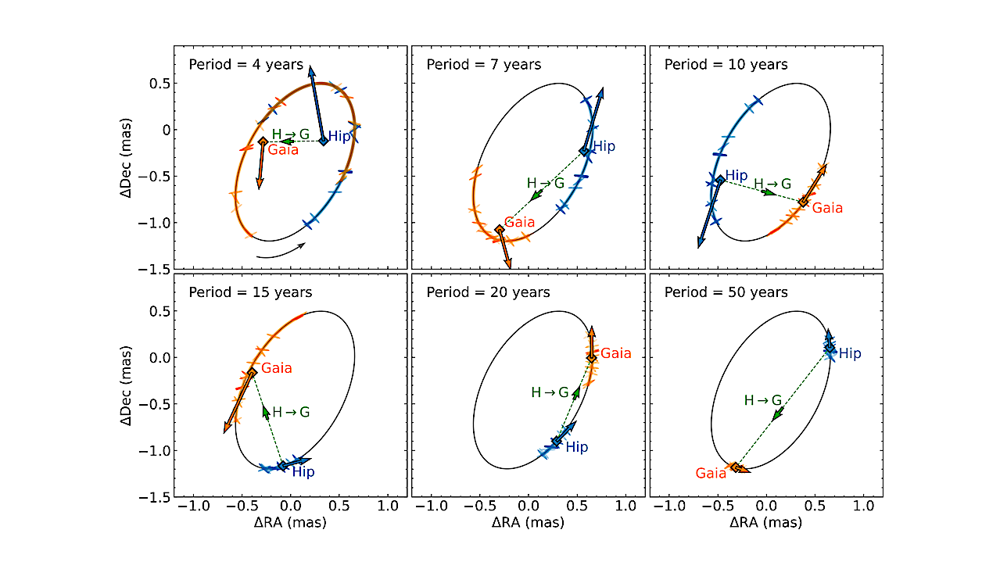 Period = 4 years
Period = 7 years
Period = 10 years
0.5
0
−0.5
−1.0
−1.5
ΔDec (mas)
H→G
Hip
Gaia
Hip
H→G
Gaia
Hip
H→G
Gaia
Period = 15 years
Period = 20 years
Period = 50 years
0.5
0.0
−0.5
−1.0
−1.5
ΔDec (mas)
Gaia
H→G
Hip
Gaia
H→G
Hip
Hip
H→G
Gaia
−1.0 −0.5 0.0 0.5 1.0
−1.0 −0.5 0.0 0.5 1.0
−1.0 −0.5 0.0 0.5 1.0
ΔRA (mas)
ΔRA (mas)
ΔRA (mas)